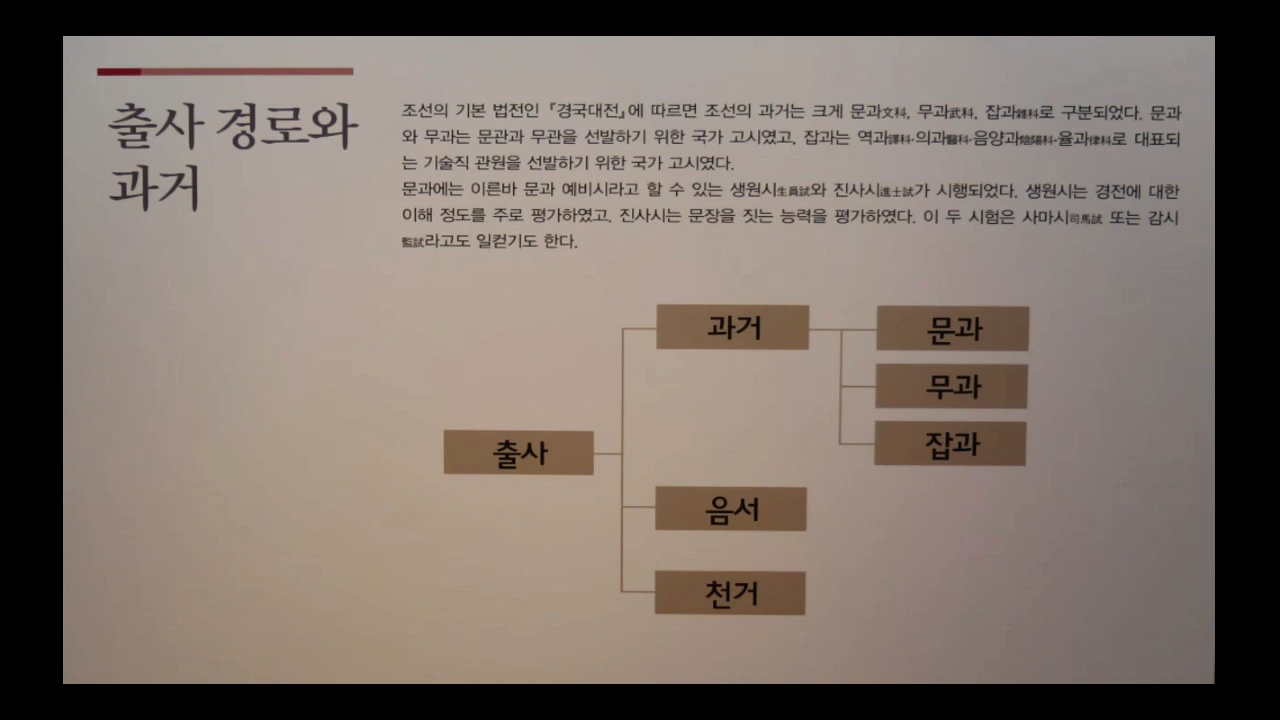 출사 경로와
과거
조선의 기본 법전인 『경국대전』에 따르면 조선의 과거는 크게 문과文科, 무과武科, 잡과雜科로 구분되었다. 문과
와 무과는 문관과 무관을 선발하기 위한 국가 고시였고, 잡과는 역과譯科·의과醫科·음양과陰陽科·율과律科로 대표되
는 기술직 관원을 선발하기 위한 국가 고시였다.
문과에는 이른바 문과 예비시라고 할 수 있는 생원시生員試와 진사시進士試가 시행되었다. 생원시는 경전에 대한
이해 정도를 주로 평가하였고, 진사시는 문장을 짓는 능력을 평가하였다. 이 두 시험은 사마시司馬試 또는 감시
監試라고도 일컫기도 한다.
과거
문과
무과
잡과
출사
음서
천거